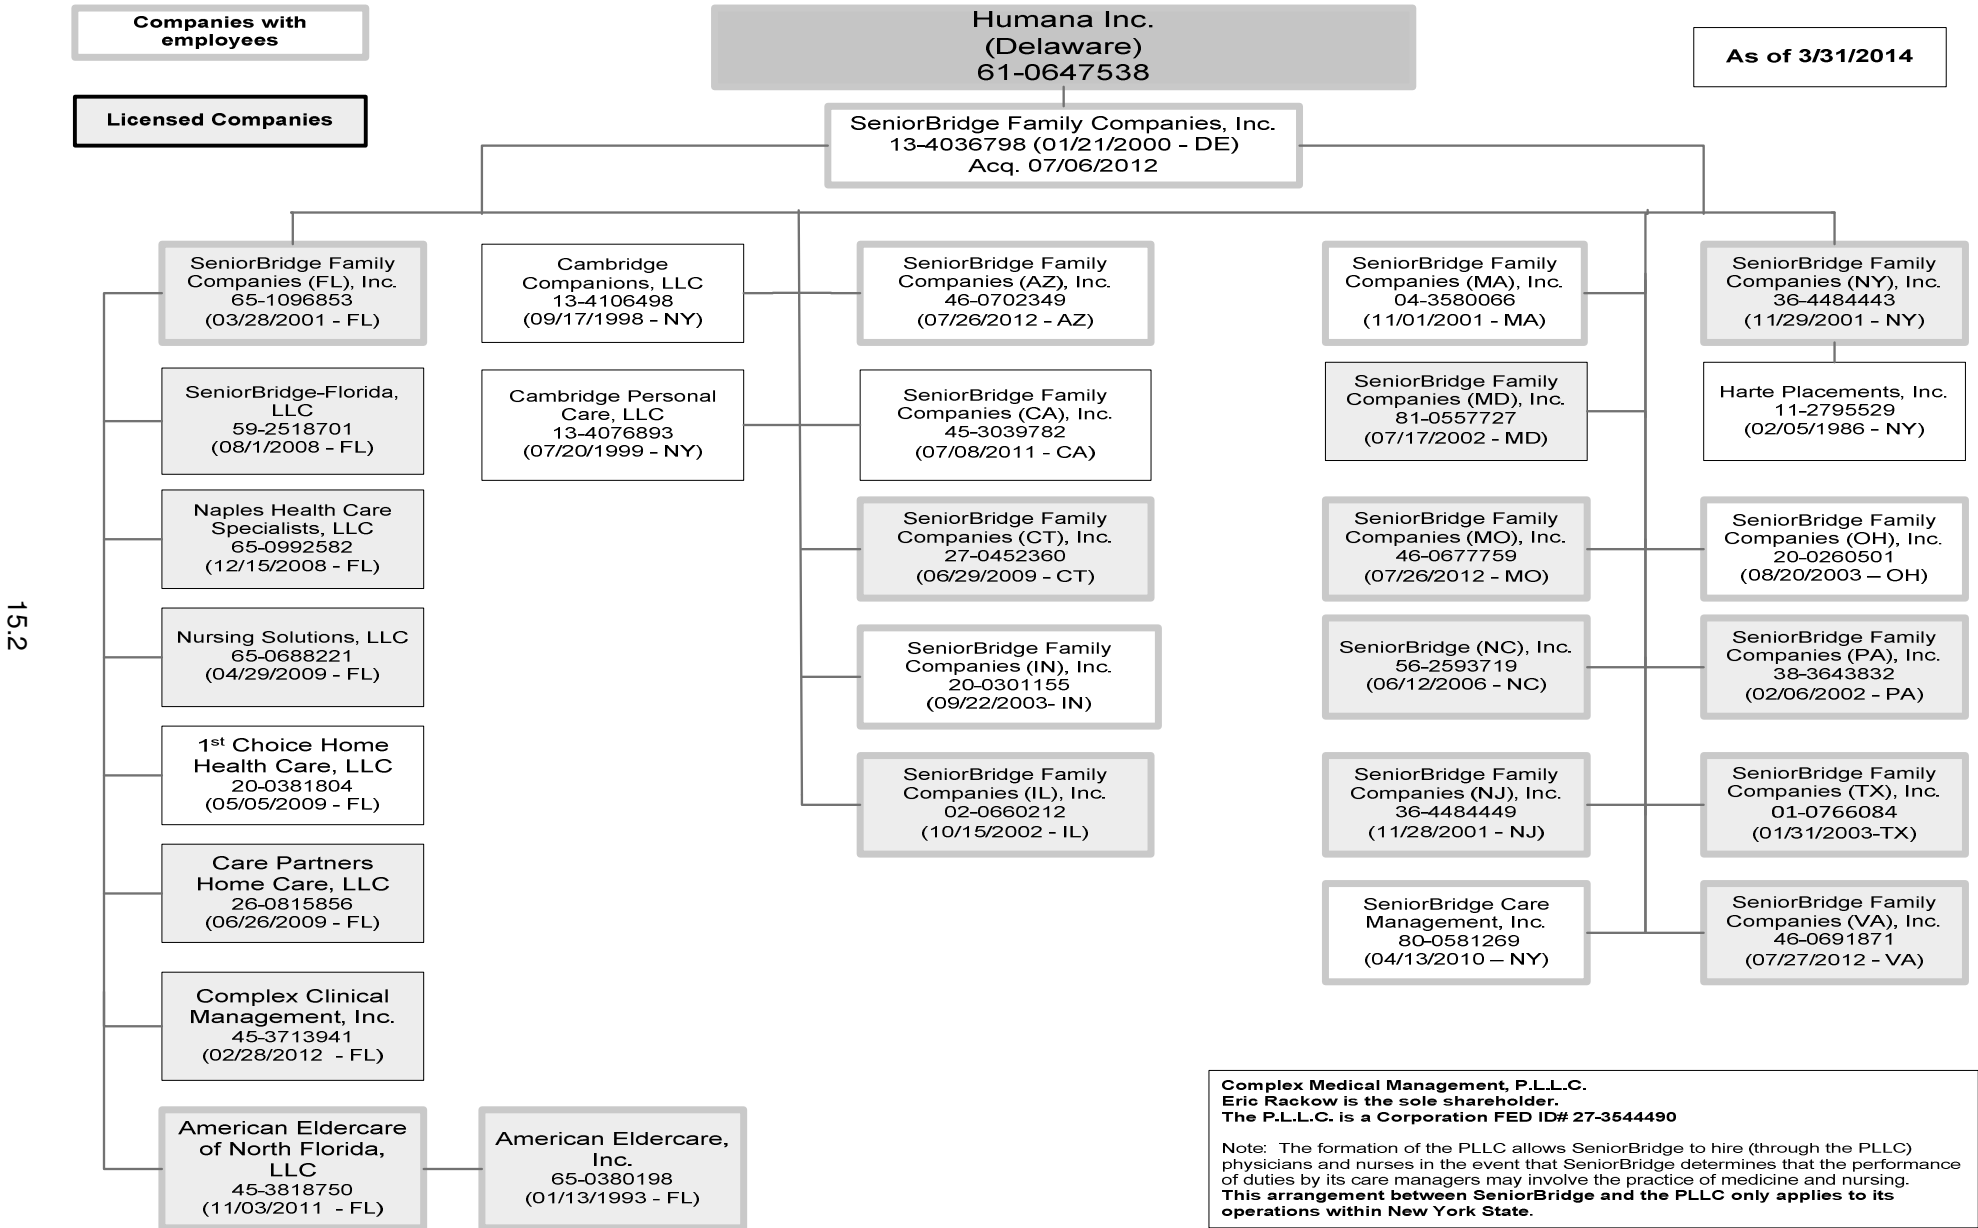 Companies with
employees
Humana Inc.
(Delaware)
61-0647538
As of 3/31/2014
Licensed Companies
SeniorBridge Family Companies, Inc.
13-4036798 (01/21/2000 - DE)
Acq. 07/06/2012
SeniorBridge Family
Companies (FL), Inc.
65-1096853
(03/28/2001 - FL)
Cambridge
Companions, LLC
13-4106498
(09/17/1998 - NY)
SeniorBridge Family
Companies (AZ), Inc.
46-0702349
(07/26/2012 - AZ)
SeniorBridge Family
Companies (MA), Inc.
04-3580066
(11/01/2001 - MA)
SeniorBridge Family
Companies (NY), Inc.
36-4484443
(11/29/2001 - NY)
SeniorBridge-Florida,
LLC
59-2518701
(08/1/2008 - FL)
Cambridge Personal
Care, LLC
13-4076893
(07/20/1999 - NY)
SeniorBridge Family
Companies (CA), Inc.
45-3039782
(07/08/2011 - CA)
SeniorBridge Family
Companies (MD), Inc.
81-0557727
(07/17/2002 - MD)
Harte Placements, Inc.
11-2795529
(02/05/1986 - NY)
Naples Health Care
Specialists, LLC
65-0992582
(12/15/2008 - FL)
SeniorBridge Family
Companies (CT), Inc.
27-0452360
(06/29/2009 - CT)
SeniorBridge Family
Companies (MO), Inc.
46-0677759
(07/26/2012 - MO)
SeniorBridge Family
Companies (OH), Inc.
20-0260501
(08/20/2003 – OH)
15.2
Nursing Solutions, LLC
65-0688221
(04/29/2009 - FL)
SeniorBridge Family
Companies (IN), Inc.
20-0301155
(09/22/2003- IN)
SeniorBridge (NC), Inc.
56-2593719
(06/12/2006 - NC)
SeniorBridge Family
Companies (PA), Inc.
38-3643832
(02/06/2002 - PA)
1st Choice Home
Health Care, LLC
20-0381804
(05/05/2009 - FL)
SeniorBridge Family
Companies (IL), Inc.
02-0660212
(10/15/2002 - IL)
SeniorBridge Family
Companies (NJ), Inc.
36-4484449
(11/28/2001 - NJ)
SeniorBridge Family
Companies (TX), Inc.
01-0766084
(01/31/2003-TX)
Care Partners
Home Care, LLC
26-0815856
(06/26/2009 - FL)
SeniorBridge Care
Management, Inc.
80-0581269
(04/13/2010 – NY)
SeniorBridge Family
Companies (VA), Inc.
46-0691871
(07/27/2012 - VA)
Complex Clinical
Management, Inc.
45-3713941
(02/28/2012  - FL)
American Eldercare
of North Florida,
LLC
45-3818750
(11/03/2011 - FL)
American Eldercare,
Inc.
65-0380198
(01/13/1993 - FL)
Complex Medical Management, P.L.L.C.
Eric Rackow is the sole shareholder.
The P.L.L.C. is a Corporation FED ID# 27-3544490
Note:  The formation of the PLLC allows SeniorBridge to hire (through the PLLC)
physicians and nurses in the event that SeniorBridge determines that the performance
of duties by its care managers may involve the practice of medicine and nursing.
This arrangement between SeniorBridge and the PLLC only applies to its
operations within New York State.